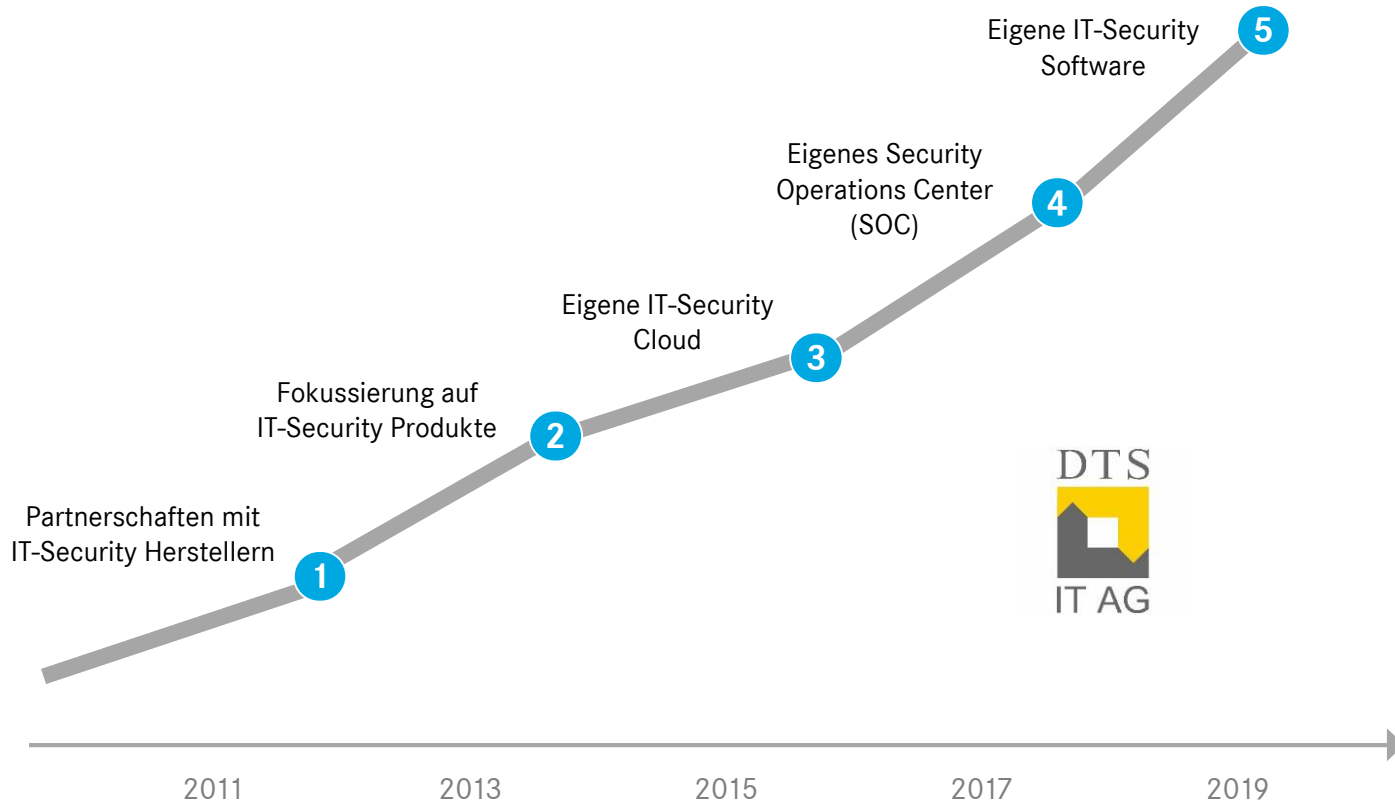 Eigene IT-Security
Software
5
Eigenes Security
Operations Center
(SOC)
4
Eigene IT-Security
Cloud
3
Fokussierung auf
IT-Security Produkte
2
Partnerschaften mit
IT-Security Herstellern
1
DTS
IT AG
2011
2013
2015
2017
2019